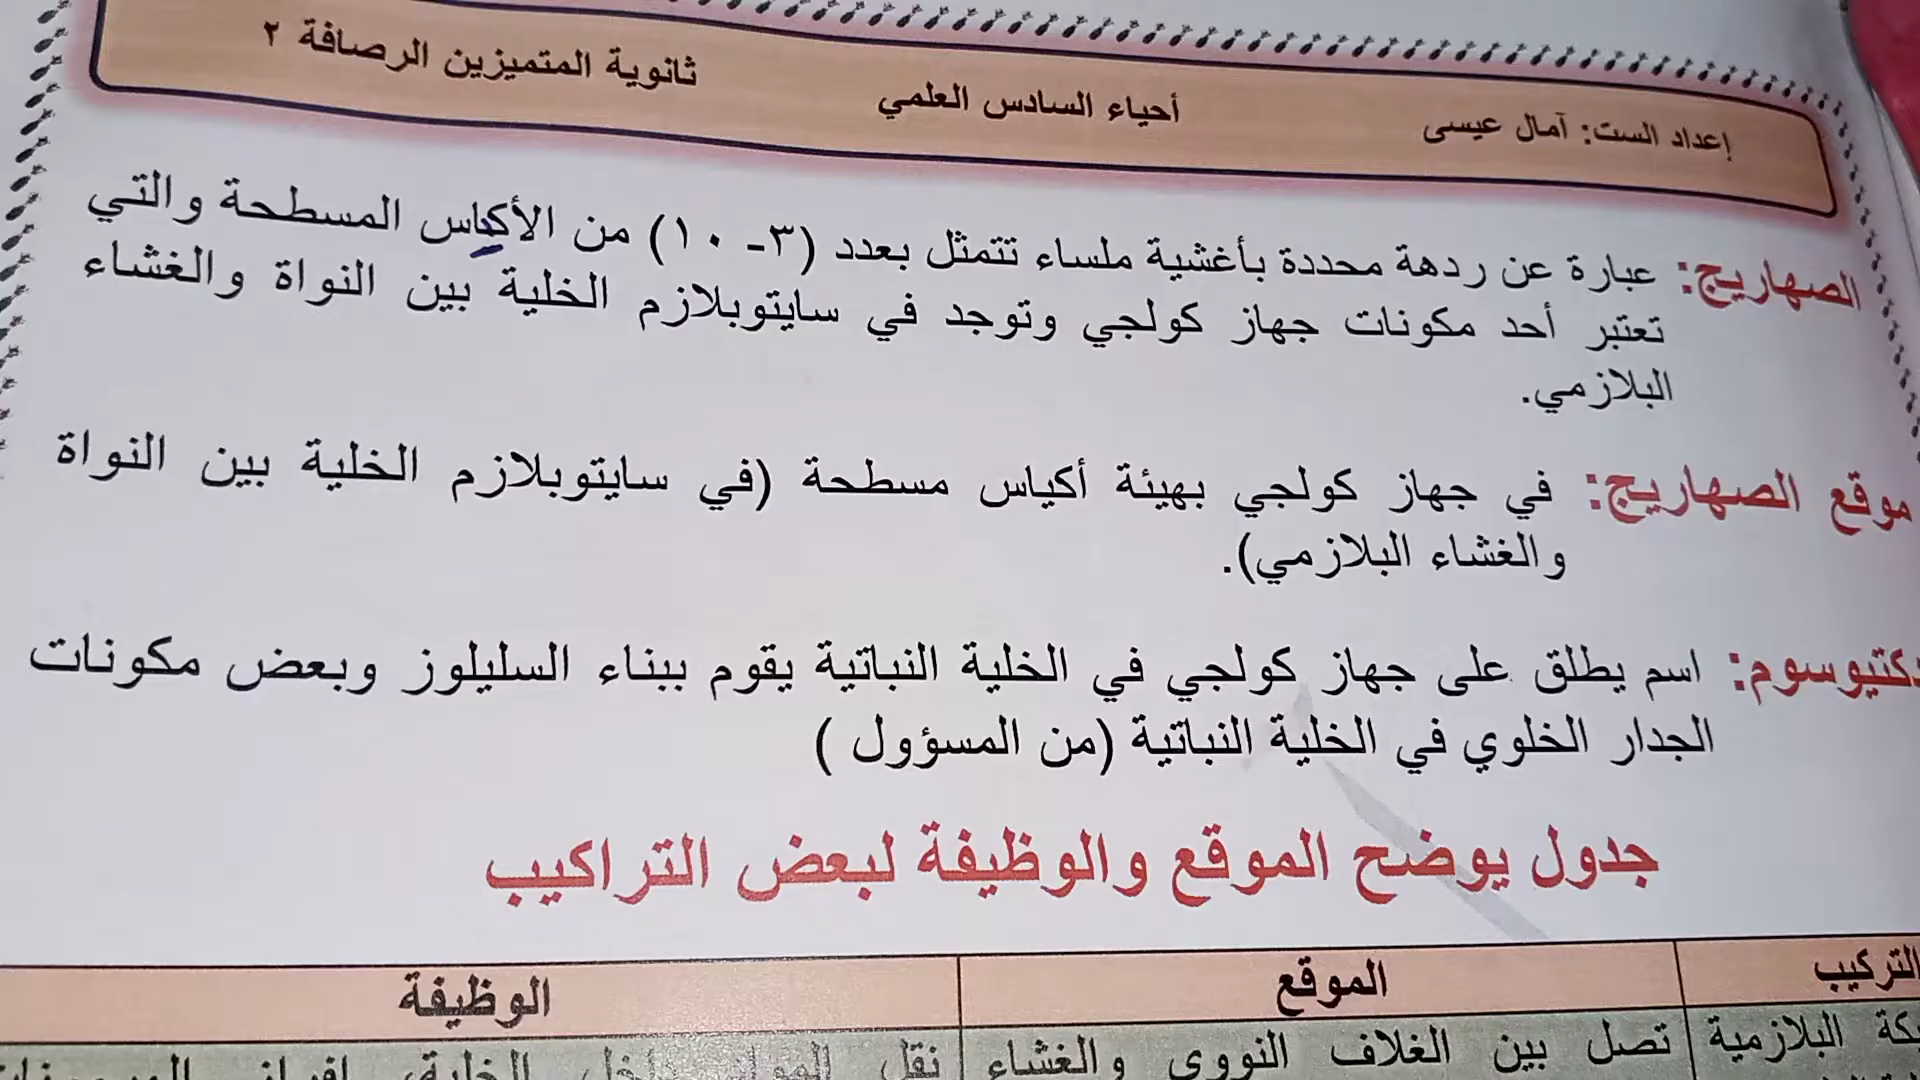 إعداد الست: آمال عيسى
أحياء السادس العلمي
ثانوية المتميزين الرصافة ٢
الصهاريج: عبارة عن ردهة محددة بأغشية ملساء تتمثل بعدد (٣- ١٠) من الأكياس المسطحة والتي
تعتبر أحد مكونات جهاز كولجي وتوجد في سايتوبلازم الخلية بين النواة والغشاء
البلازمي.
موقع الصهاريج: في جهاز كولجي بهيئة أكياس مسطحة (في سايتوبلازم الخلية بين النواة
والغشاء البلازمي).
دكتيوسوم: اسم يطلق على جهاز كولجي في الخلية النباتية يقوم ببناء السليلوز وبعض مكونات
الجدار الخلوي في الخلية النباتية (من المسؤول )
جدول يوضح الموقع والوظيفة لبعض التراكيب
التركيب
الموقع
الوظيفة
البلازمية
تصل بين الغلاف النووي والغشاء
نقل المواد داخل الخلية،